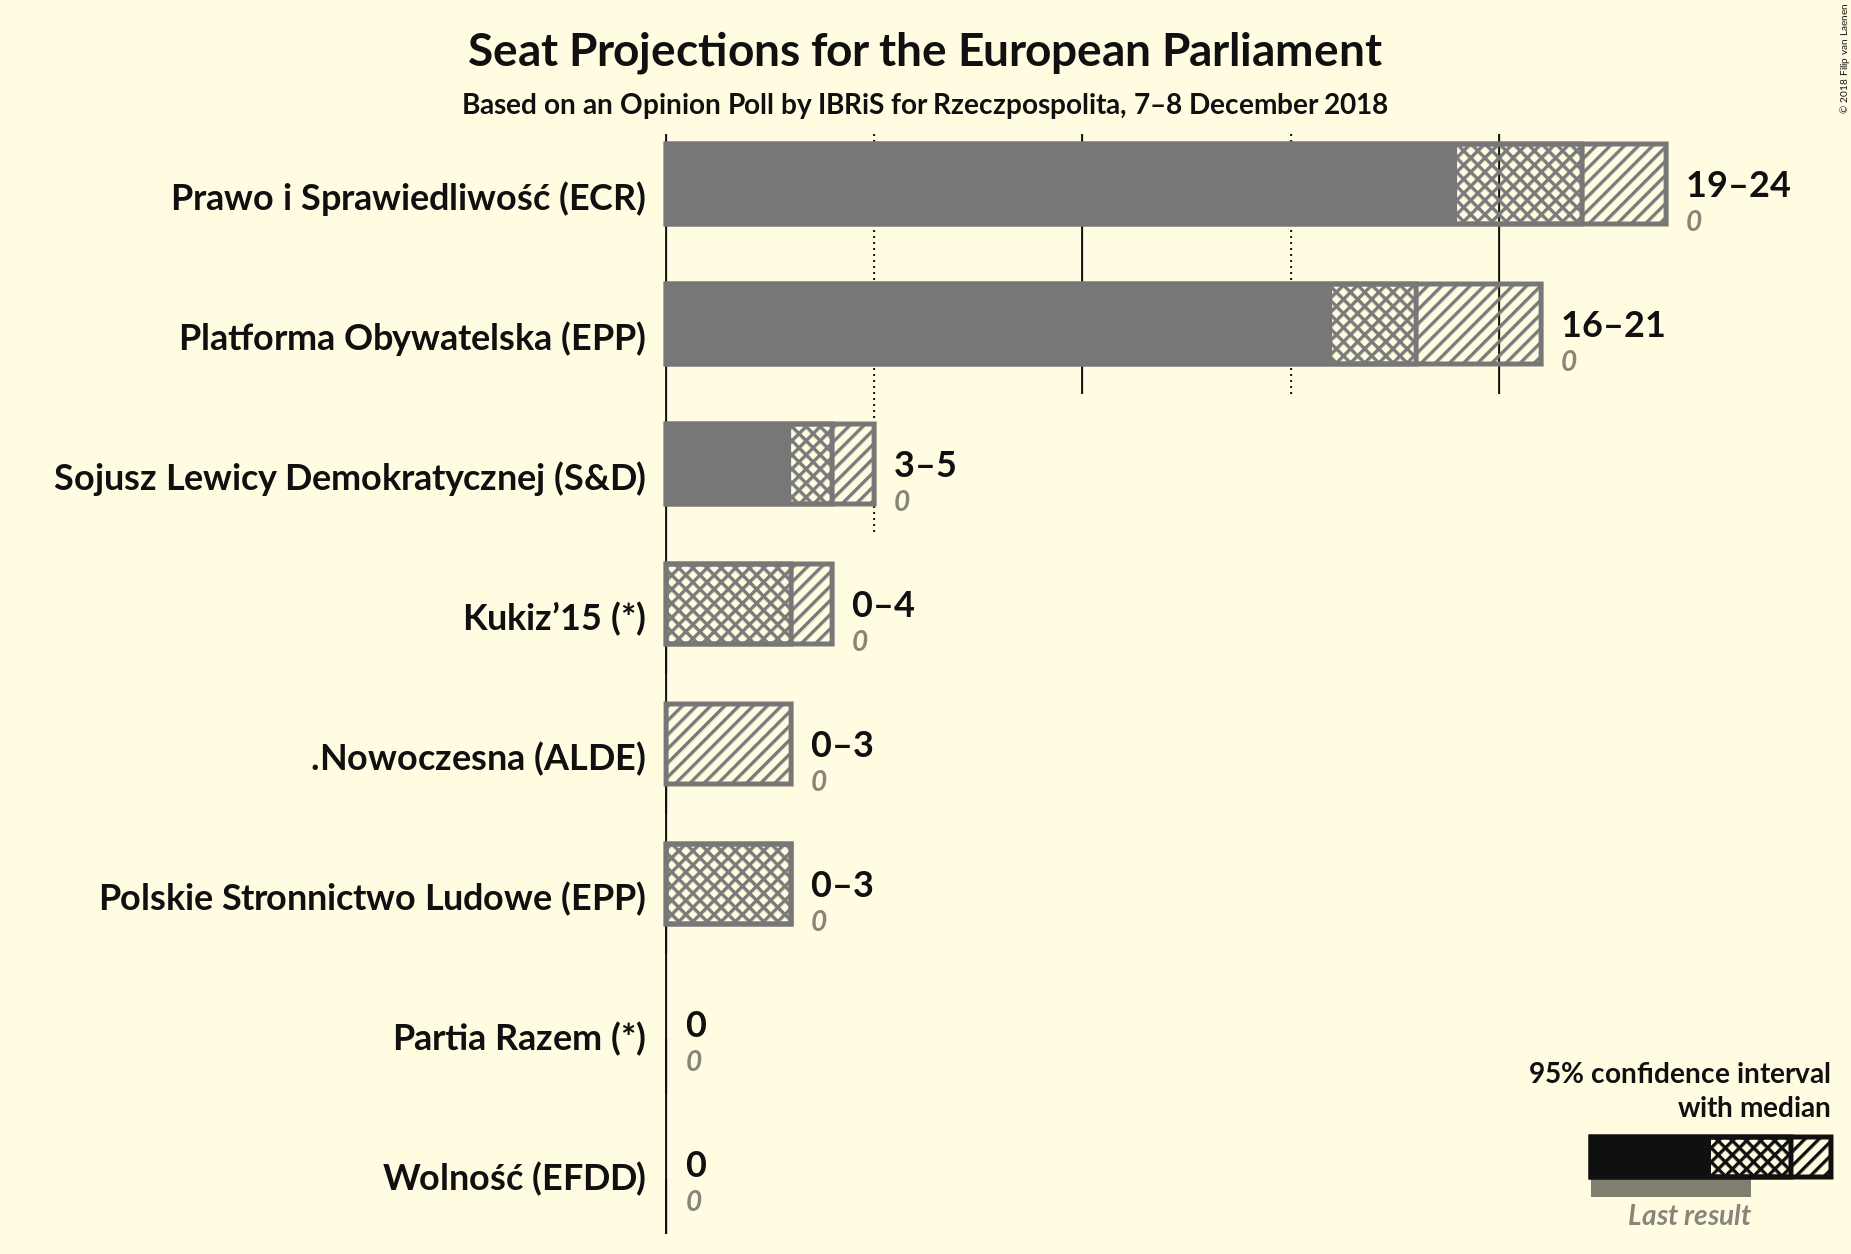 Seat Projections for the European Parliament
Based on an Opinion Poll by IBRiS for Rzeczpospolita, 7–8 December 2018
© 2018 Filip van Laenen
Prawo i Sprawiedliwość (ECR)
19–24
0
Platforma Obywatelska (EPP)
16–21
0
Sojusz Lewicy Demokratycznej (S&D)
3–5
0
Kukiz’15 (*)
0–4
0
.Nowoczesna (ALDE)
0–3
0
Polskie Stronnictwo Ludowe (EPP)
0–3
0
Partia Razem (*)
0
0
Wolność (EFDD)
0
0
95% confidence interval
with median
Last result